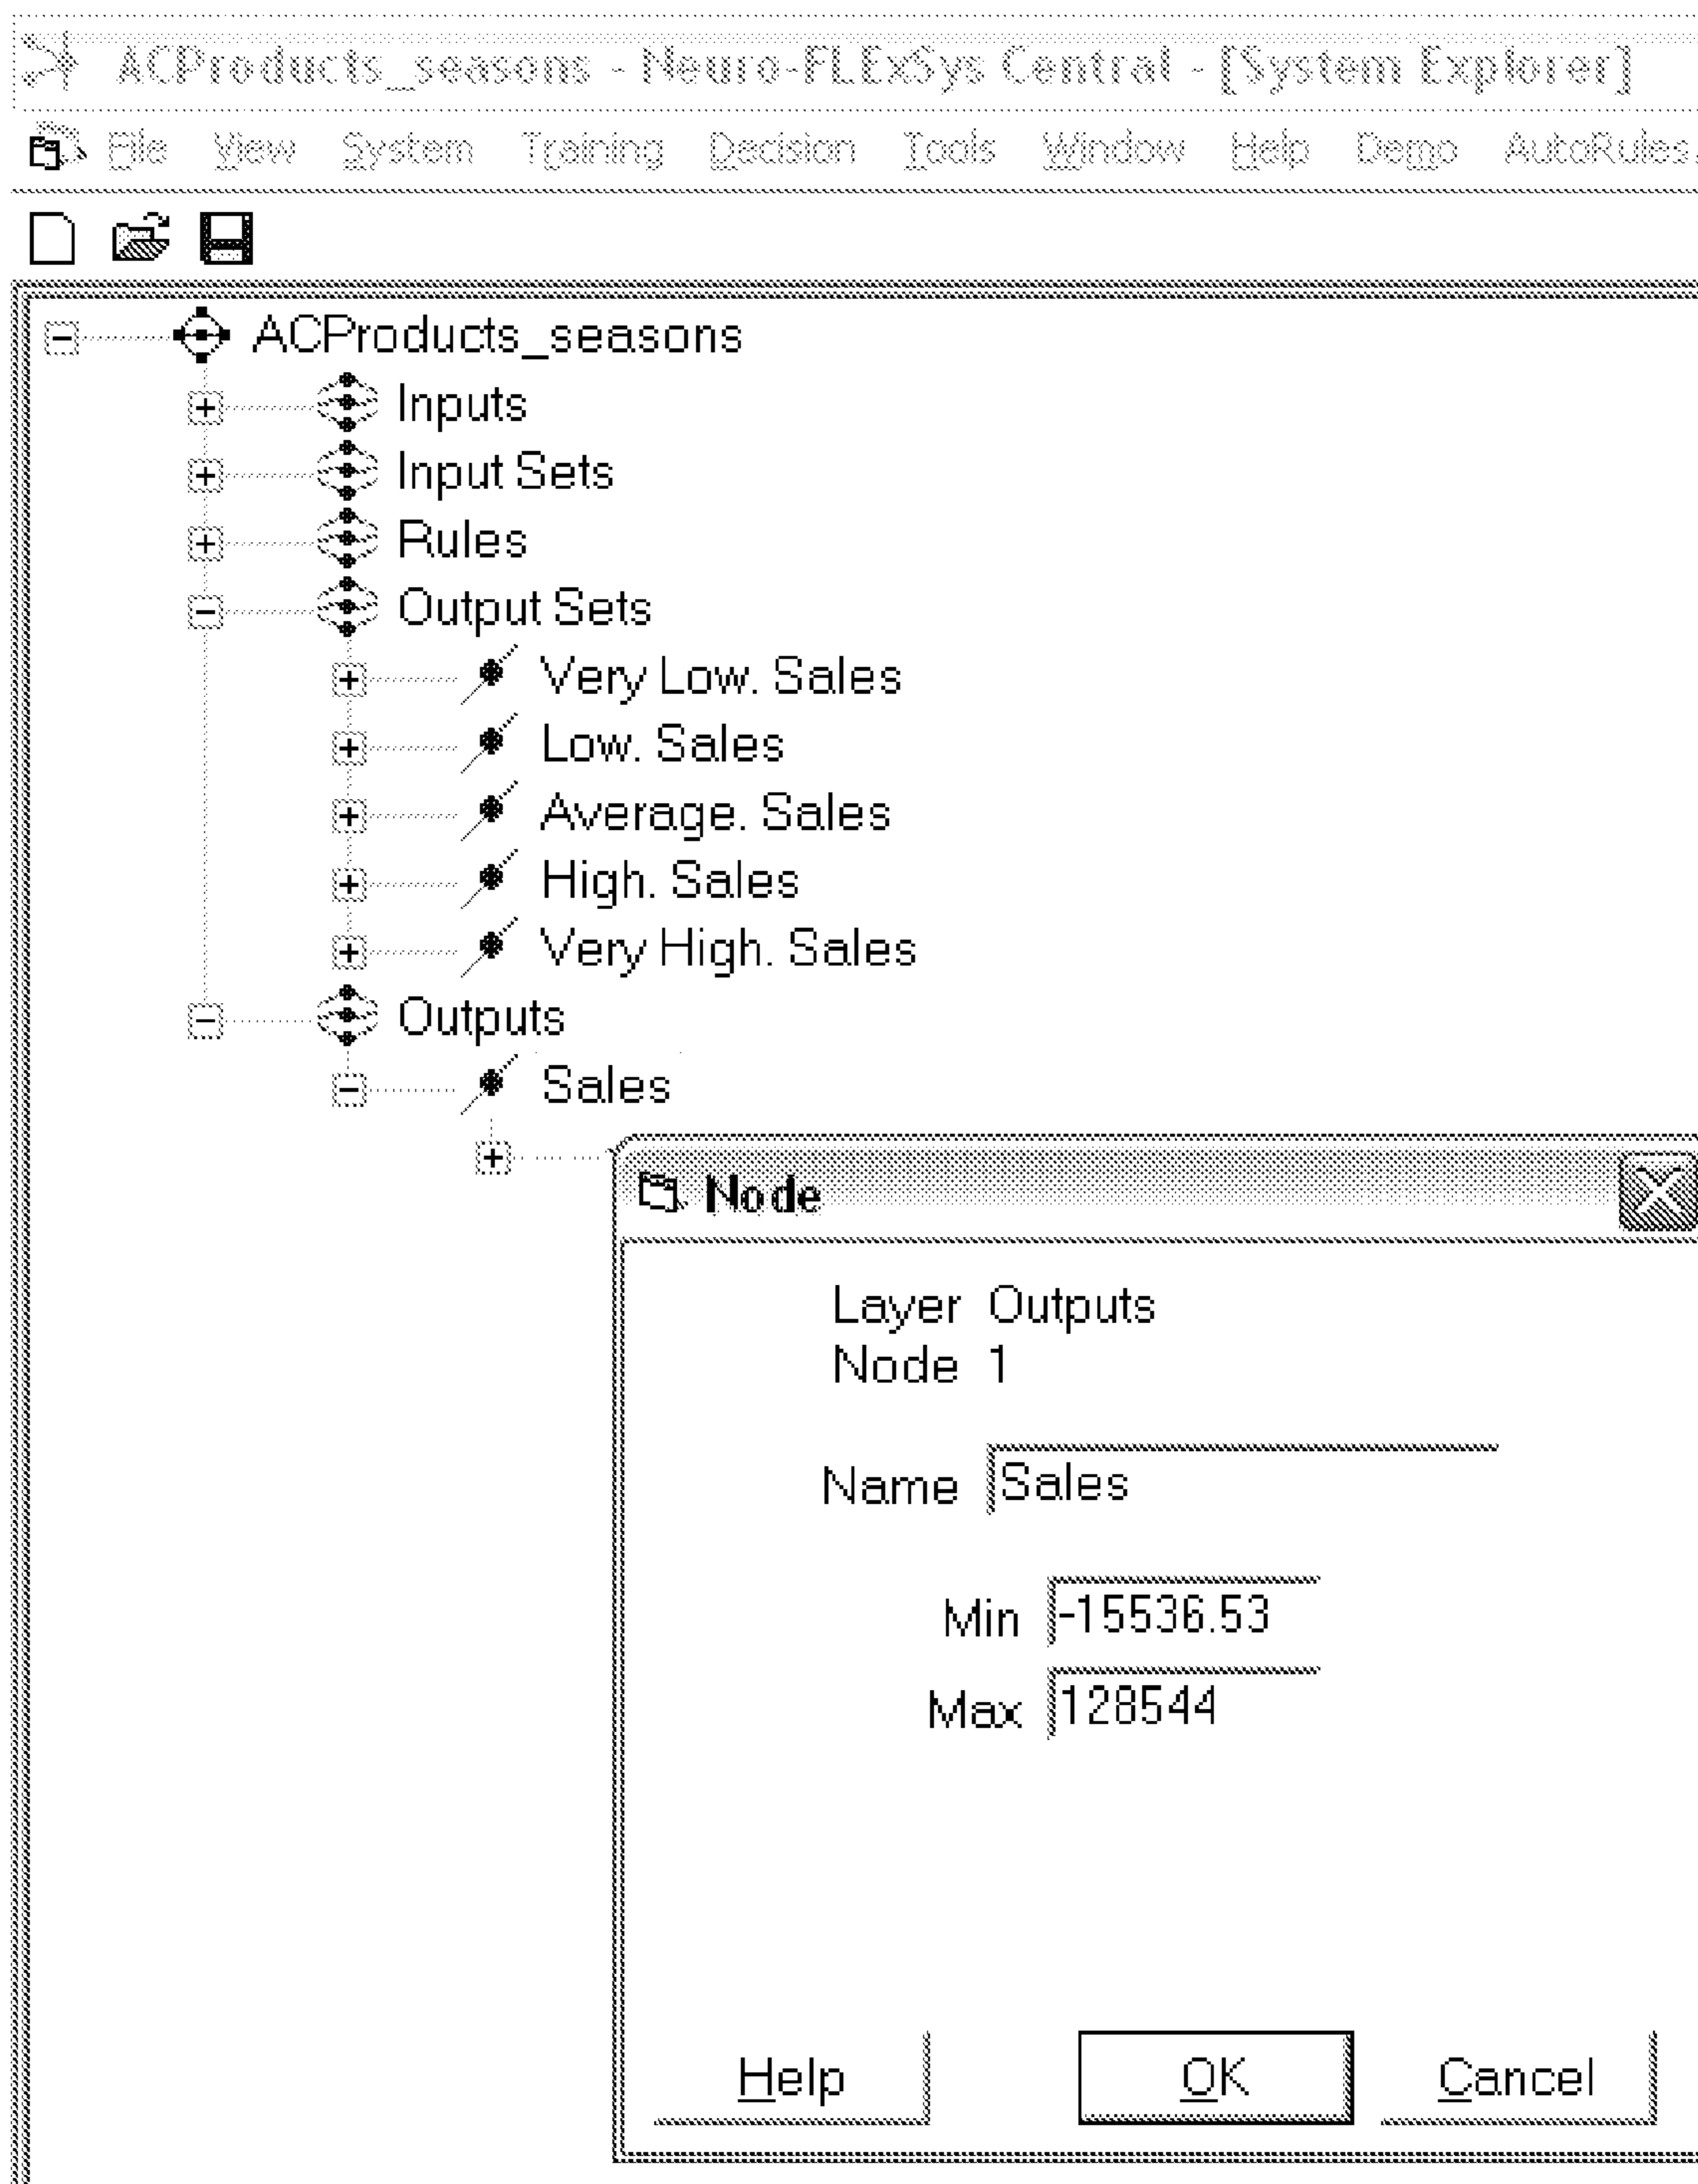 ACProducts_seasons - Neuro-FLExSys Central - [System Explorer]
File View System Training Decision Tools Window Help Demo AutoRules
ACProducts_seasons
Inputs
Input Sets
Rules
Output Sets
Very Low. Sales
Low. Sales
Average. Sales
High. Sales
Very High. Sales
Outputs
Sales
Node
Layer Outputs
Node 1
Name Sales
Min -15536.53
Max 128544
Help OK Cancel